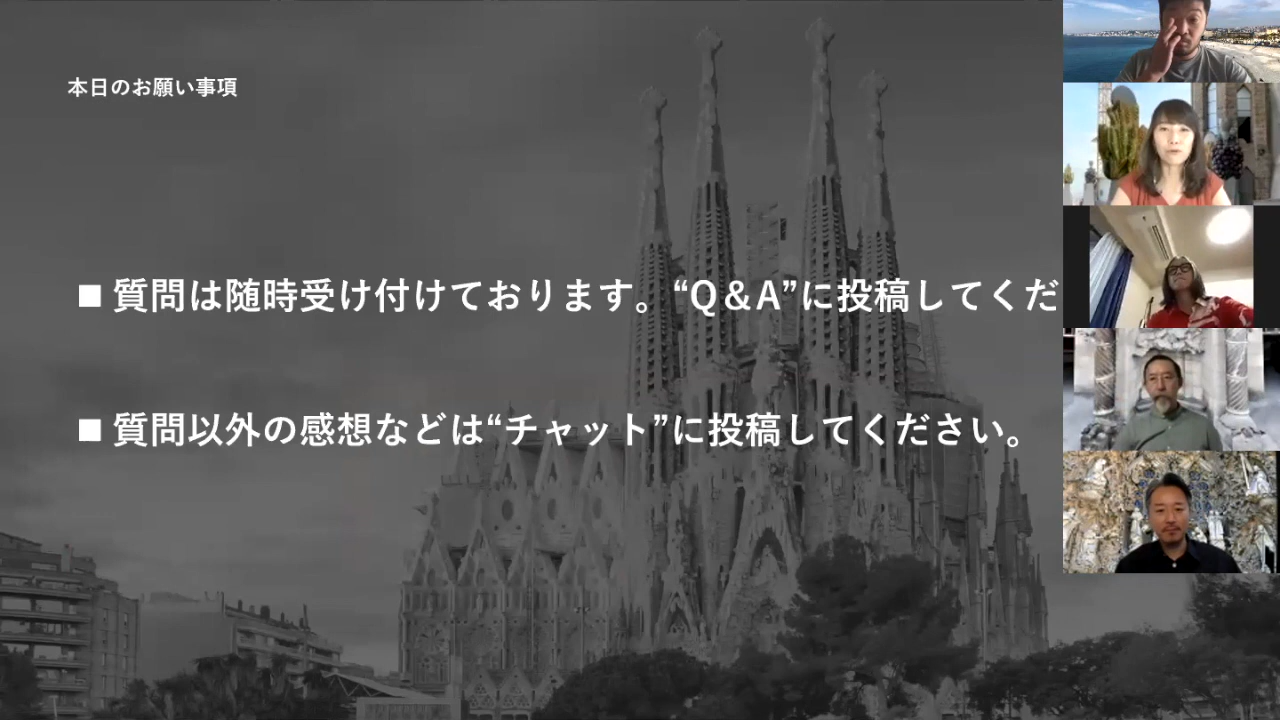 本日のお願い事項
■ 質問は随時受け付けております。“Q＆A”に投稿してくだ
■ 質問以外の感想などは“チャット”に投稿してください。